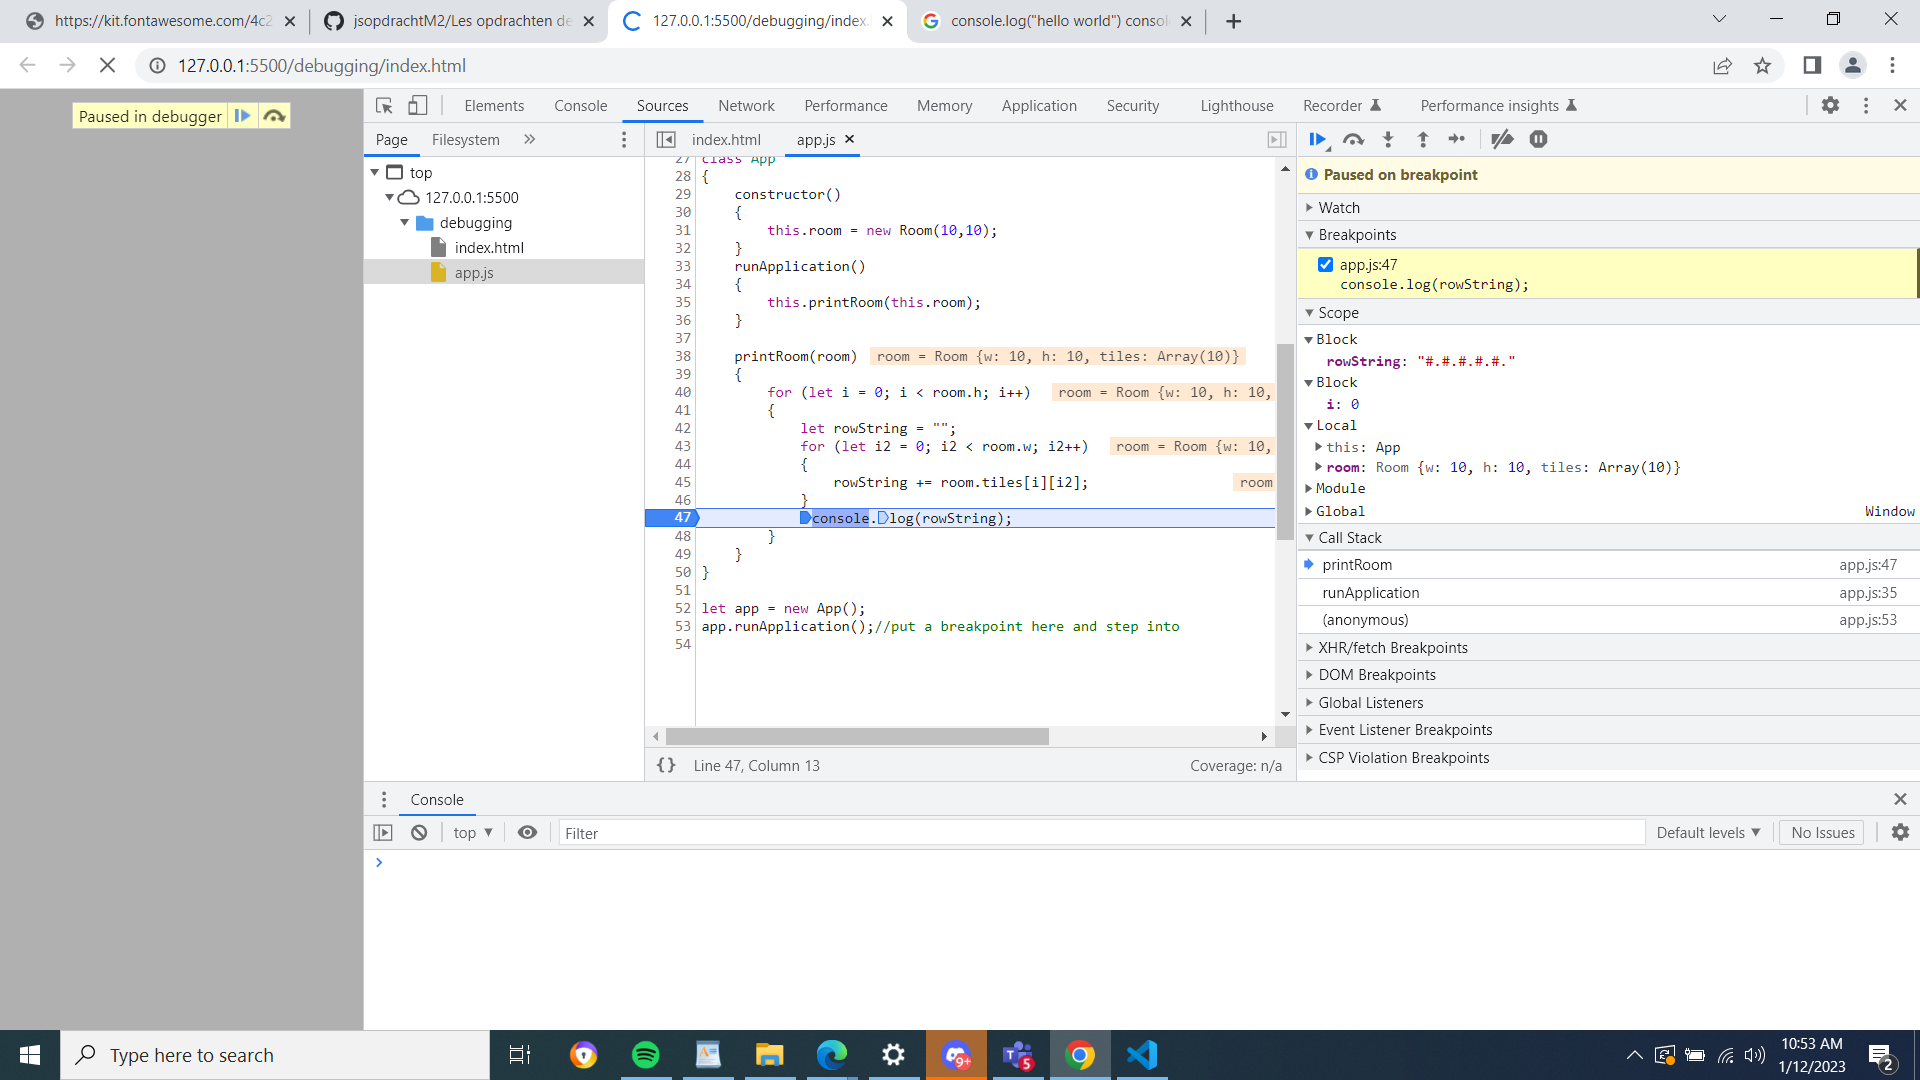 https://kit.fontawesome.com/4c2
jsopdrachtM2/Les opdrachten de
127.0.0.1:5500/debugging/index.
console.log("hello world") conso
127.0.0.1:5500/debugging/index.html
Paused in debugger
Elements Console Sources Network Performance Memory Application Security Lighthouse Recorder Performance insights
Page Filesystem »
index.html app.js
top
127.0.0.1:5500
debugging
index.html
app.js
27 class App
28 {
29 constructor()
30 {
31 this.room = new Room(10,10);
32 }
33 runApplication()
34 {
35 this.printRoom(this.room);
36 }
37
38 printRoom(room) room = Room {w: 10, h: 10, tiles: Array(10)}
39 {
40 for (let i = 0; i < room.h; i++) room = Room {w: 10, h: 10,
41 {
42 let rowString = "";
43 for (let i2 = 0; i2 < room.w; i2++) room = Room {w: 10,
44 {
45 rowString += room.tiles[i][i2]; room
46 }
47 console.log(rowString);
48 }
49 }
50 }
51
52 let app = new App();
53 app.runApplication();//put a breakpoint here and step into
54
{} Line 47, Column 13 Coverage: n/a
Paused on breakpoint
Watch
Breakpoints
app.js:47
console.log(rowString);
Scope
Block
rowString: "#.#.#.#.#."
Block
i: 0
Local
this: App
room: Room {w: 10, h: 10, tiles: Array(10)}
Module
Global Window
Call Stack
printRoom app.js:47
runApplication app.js:35
(anonymous) app.js:53
XHR/fetch Breakpoints
DOM Breakpoints
Global Listeners
Event Listener Breakpoints
CSP Violation Breakpoints
Console
top Filter Default levels No Issues
Type here to search
9+
5
10:53 AM
1/12/2023
2